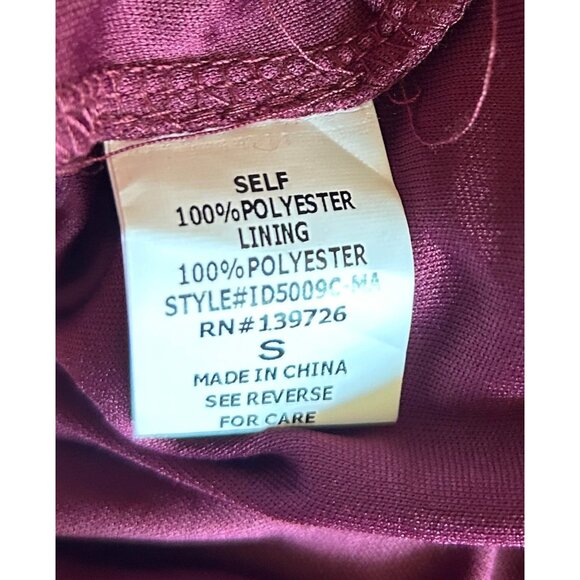 SELF
100%POLYESTER
LINING
100%POLYESTER
STYLE#ID5009C-MA
RN#139726
S
MADE IN CHINA
SEE REVERSE
FOR CARE